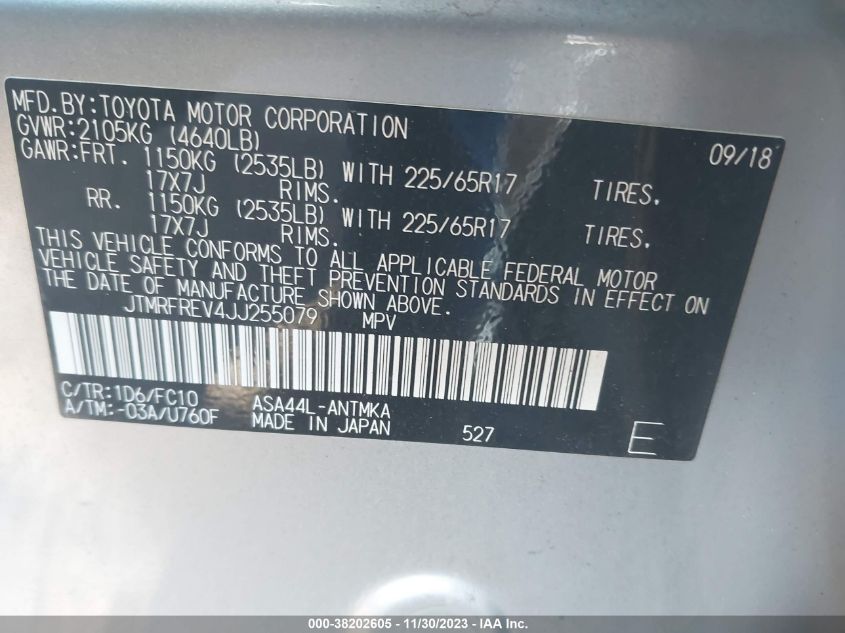 MFD.BY:TOYOTA MOTOR CORPORATION 09/18
GVWR:2105KG (4640LB)
GAWR:FRT. 1150KG (2535LB) WITH 225/65R17 TIRES.
17X7J RIMS.
RR. 1150KG (2535LB) WITH 225/65R17 TIRES.
17X7J RIMS.
THIS VEHICLE CONFORMS TO ALL APPLICABLE FEDERAL MOTOR
VEHICLE SAFETY AND THEFT PREVENTION STANDARDS IN EFFECT ON
THE DATE OF MANUFACTURE SHOWN ABOVE.
JTMRFREV4JJ255079 MPV
C/TR:1D6/FC10 ASA44L-ANTMKA
A/TM:-03A/U760F MADE IN JAPAN 527 E
000-38202605 - 11/30/2023 - IAA Inc.